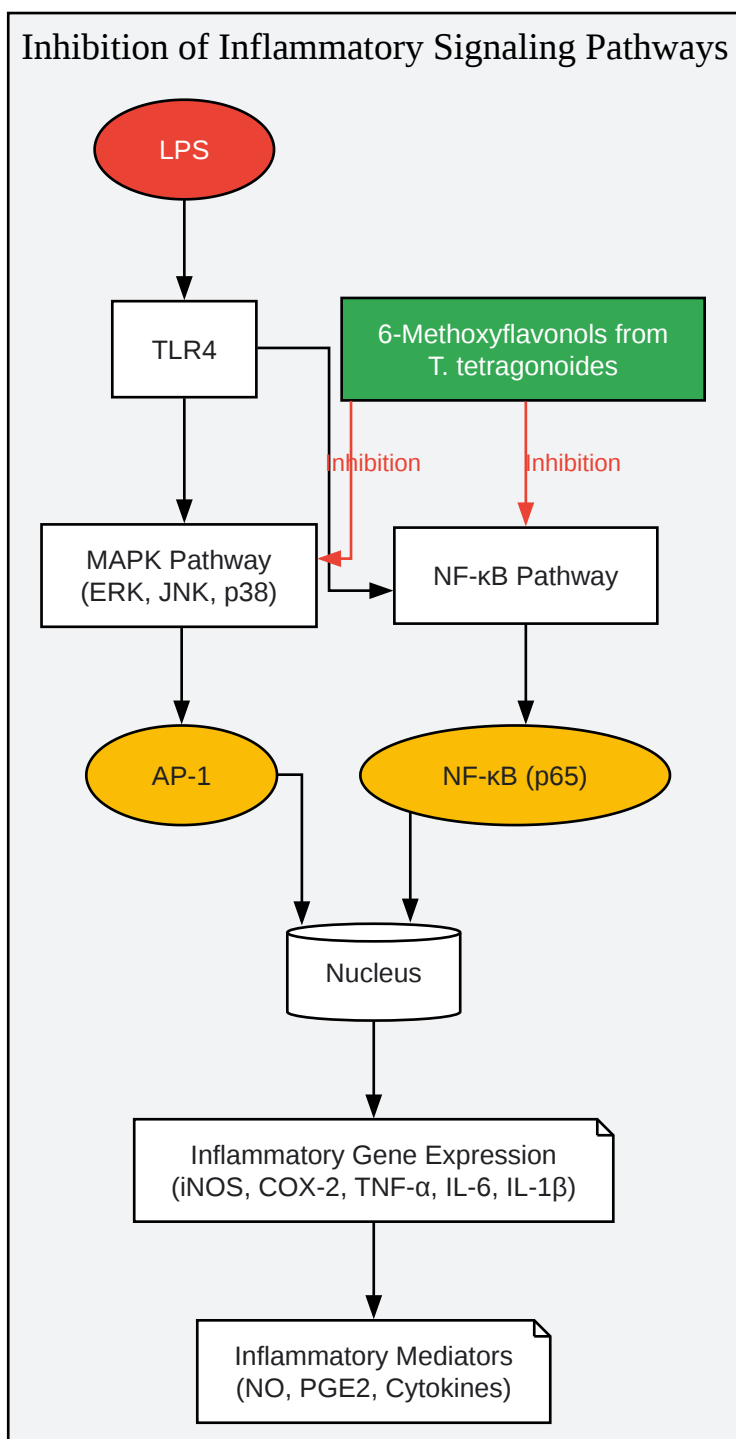 Inhibition of Inflammatory Signaling Pathways
LPS
TLR4
6-Methoxyflavonols from
T. tetragonoides
Inhibition
Inhibition
MAPK Pathway
(ERK, JNK, p38)
NF-κB Pathway
AP-1
NF-κB (p65)
Nucleus
Inflammatory Gene Expression
(iNOS, COX-2, TNF-α, IL-6, IL-1β)
Inflammatory Mediators
(NO, PGE2, Cytokines)